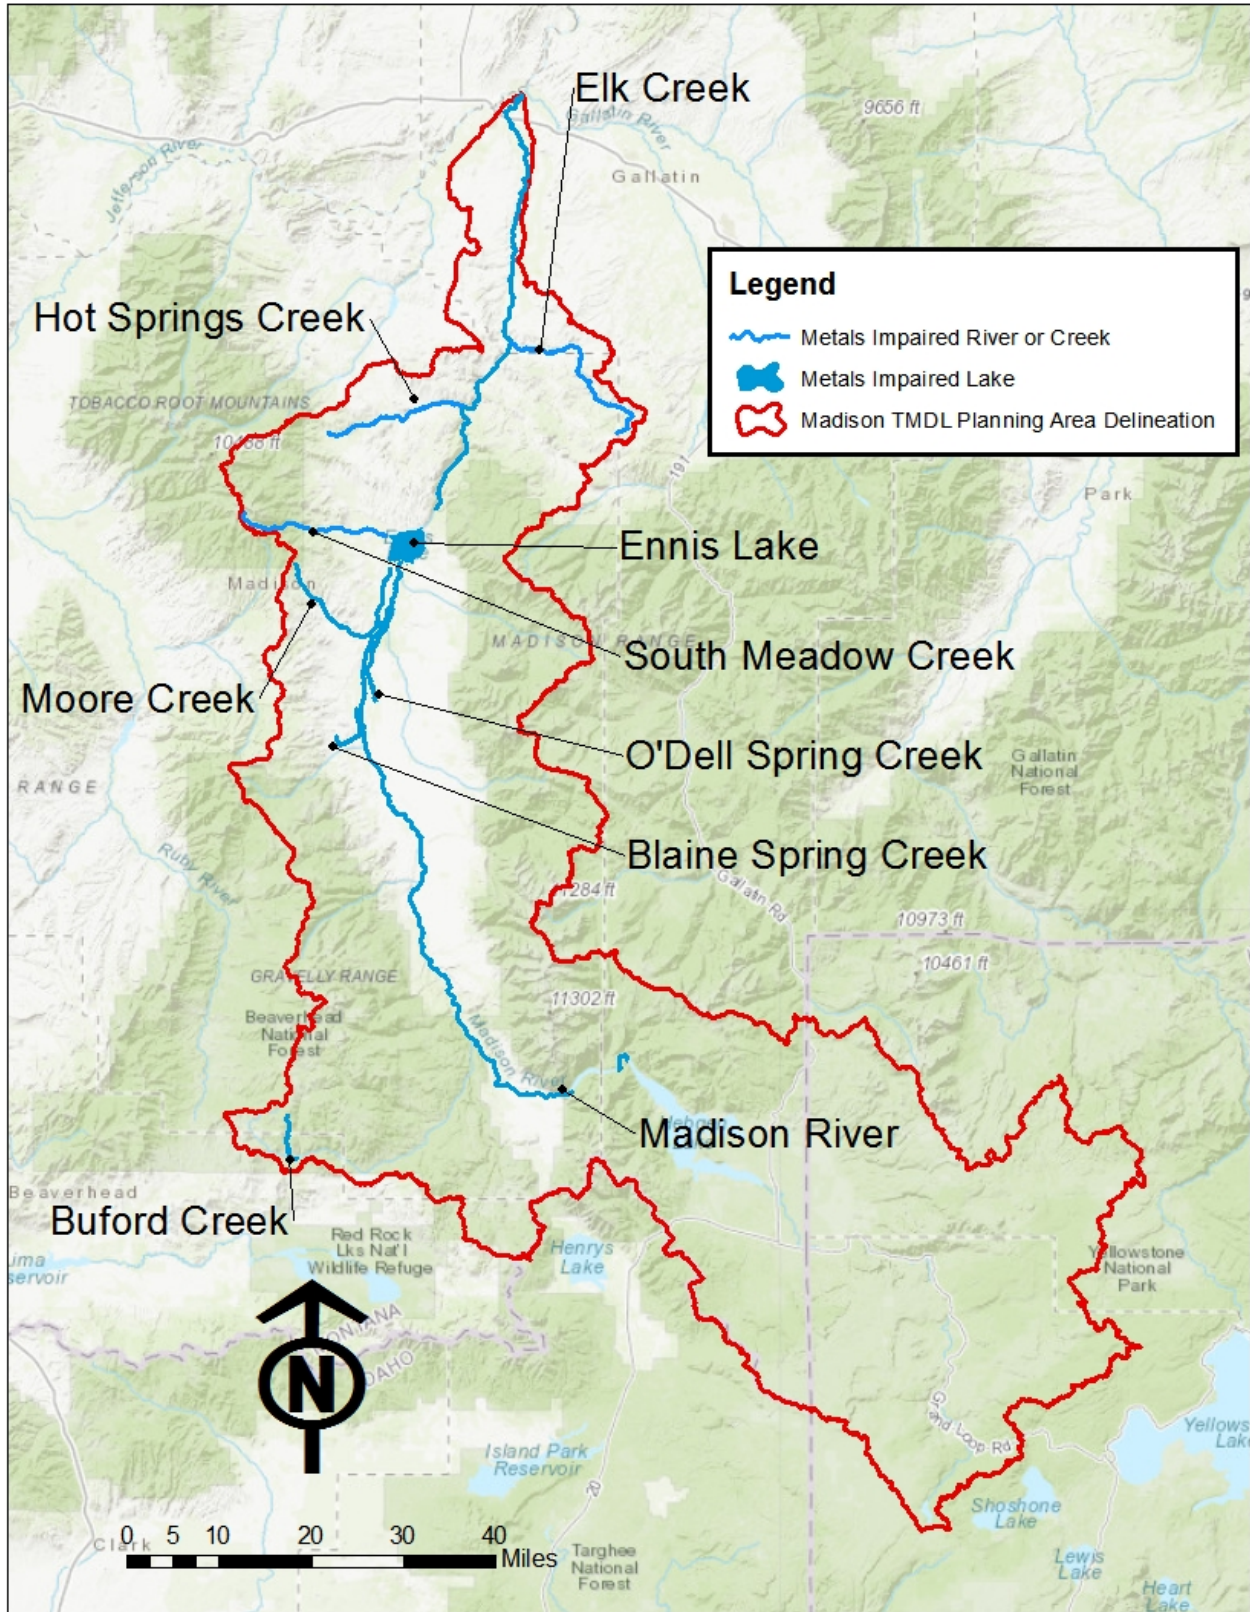 Elk Creek
9656 ft
Gallatin River
Jefferson River
Gallatin
Legend
Metals Impaired River or Creek
Metals Impaired Lake
Madison TMDL Planning Area Delineation
Hot Springs Creek
TOBACCO ROOT MOUNTAINS
191
Park
Ennis Lake
Madison
MADISON RANGE
South Meadow Creek
Moore Creek
O'Dell Spring Creek
Gallatin
National
Forest
RANGE
Ruby River
Blaine Spring Creek
Gallatin Rd
10973 ft
10461 ft
GRAVELLY RANGE
11302 ft
Beaverhead
National
Forest
Madison River
Madison River
Beaverhead
Buford Creek
Red Rock
Lks Nat'l
Wildlife Refuge
Henrys
Lake
Yellowstone
National
Park
N
Grand Loop Rd
Island Park
Reservoir
20
Shoshone
Lake
Clark
0 5 10 20 30 40
Miles
Targhee
National
Forest
Lewis
Lake
Heart
Lake